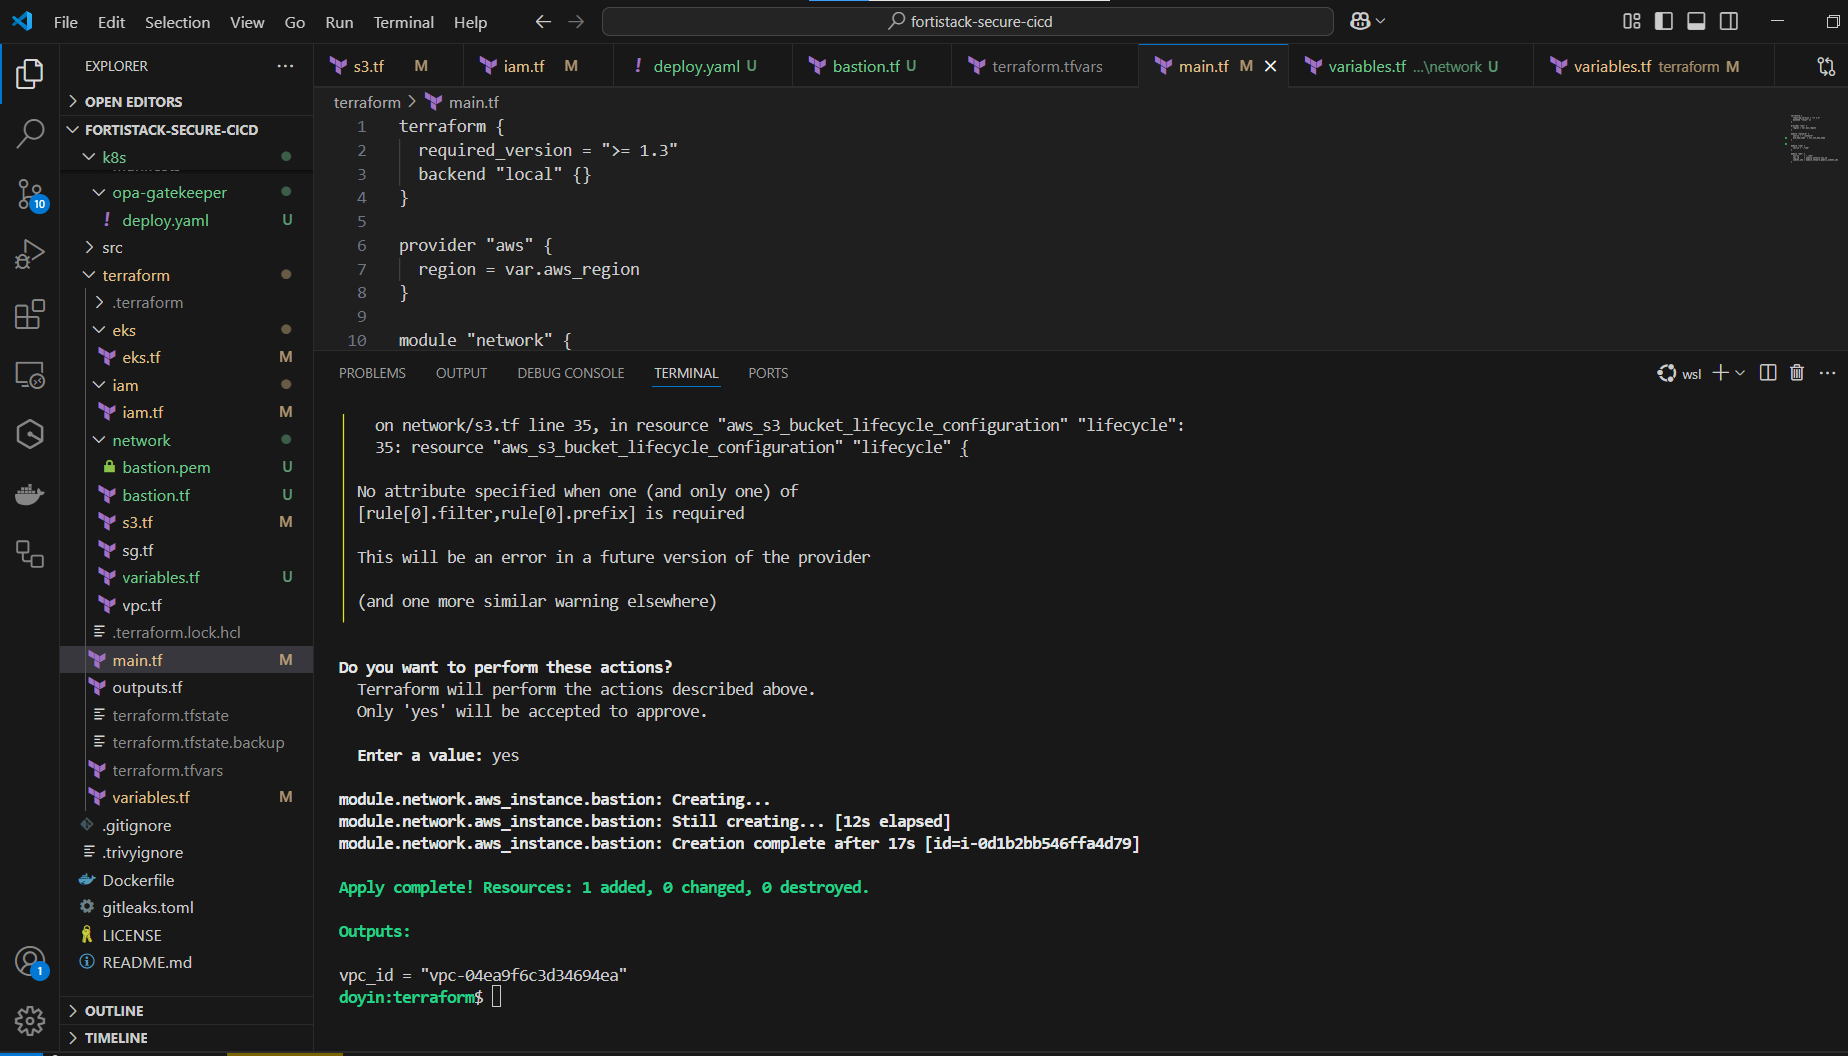 File Edit Selection View Go Run Terminal Help
fortistack-secure-cicd
EXPLORER
OPEN EDITORS
FORTISTACK-SECURE-CICD
k8s
opa-gatekeeper
! deploy.yaml U
src
terraform
.terraform
eks
eks.tf M
iam
iam.tf M
network
bastion.pem U
bastion.tf U
s3.tf M
sg.tf
variables.tf U
vpc.tf
.terraform.lock.hcl
main.tf M
outputs.tf
terraform.tfstate
terraform.tfstate.backup
terraform.tfvars
variables.tf M
.gitignore
.trivyignore
Dockerfile
gitleaks.toml
LICENSE
README.md
OUTLINE
TIMELINE
10
1
s3.tf M
iam.tf M
! deploy.yaml U
bastion.tf U
terraform.tfvars
main.tf M
variables.tf ...\network U
variables.tf terraform M
terraform > main.tf
1 terraform {
2 required_version = ">= 1.3"
3 backend "local" {}
4 }
5
6 provider "aws" {
7 region = var.aws_region
8 }
9
10 module "network" {
PROBLEMS OUTPUT DEBUG CONSOLE TERMINAL PORTS
wsl
on network/s3.tf line 35, in resource "aws_s3_bucket_lifecycle_configuration" "lifecycle":
35: resource "aws_s3_bucket_lifecycle_configuration" "lifecycle" {
No attribute specified when one (and only one) of
[rule[0].filter,rule[0].prefix] is required
This will be an error in a future version of the provider
(and one more similar warning elsewhere)
Do you want to perform these actions?
Terraform will perform the actions described above.
Only 'yes' will be accepted to approve.
Enter a value: yes
module.network.aws_instance.bastion: Creating...
module.network.aws_instance.bastion: Still creating... [12s elapsed]
module.network.aws_instance.bastion: Creation complete after 17s [id=i-0d1b2bb546ffa4d79]
Apply complete! Resources: 1 added, 0 changed, 0 destroyed.
Outputs:
vpc_id = "vpc-04ea9f6c3d34694ea"
doyin:terraform$